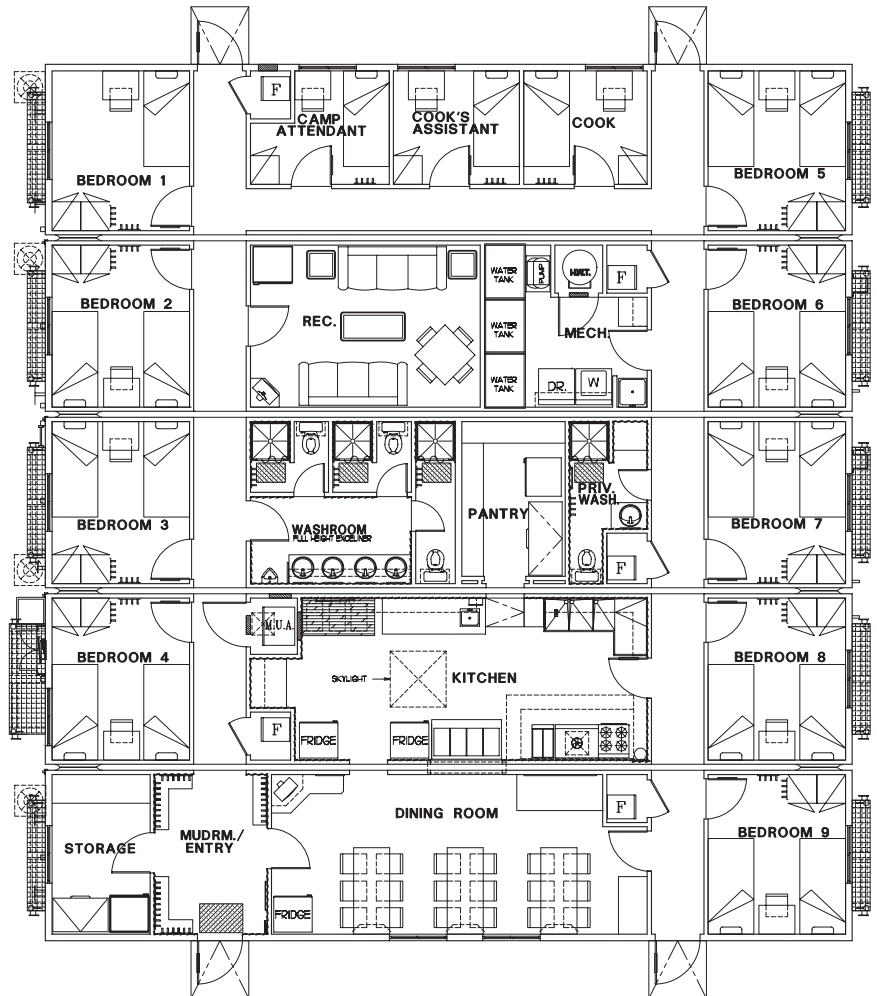 F
CAMP
ATTENDANT
COOK'S
ASSISTANT
COOK
BEDROOM 1
BEDROOM 5
WATER
TANK
PUMP
H.W.T.
F
BEDROOM 2
REC.
WATER
TANK
MECH.
BEDROOM 6
WATER
TANK
DR.
W
BEDROOM 3
WASHROOM
FULL HEIGHT EXCELINER
PANTRY
PRIV.
WASH.
F
BEDROOM 7
M.U.A.
BEDROOM 4
SKYLIGHT
KITCHEN
BEDROOM 8
F
FRIDGE
FRIDGE
STORAGE
MUDRM./
ENTRY
DINING ROOM
F
BEDROOM 9
FRIDGE